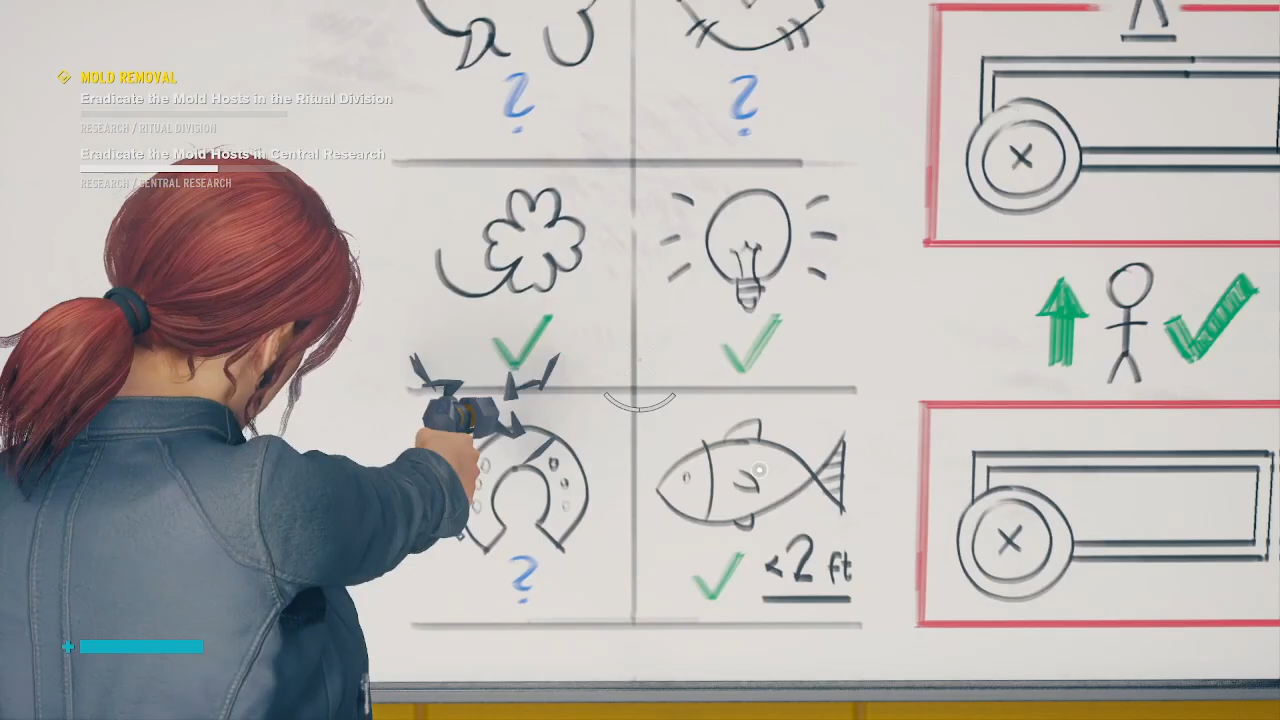 MOLD REMOVAL
Eradicate the Mold Hosts in the Ritual Division
RESEARCH / RITUAL DIVISION
Eradicate the Mold Hosts in Central Research
RESEARCH / CENTRAL RESEARCH
? ?
?
<2 ft